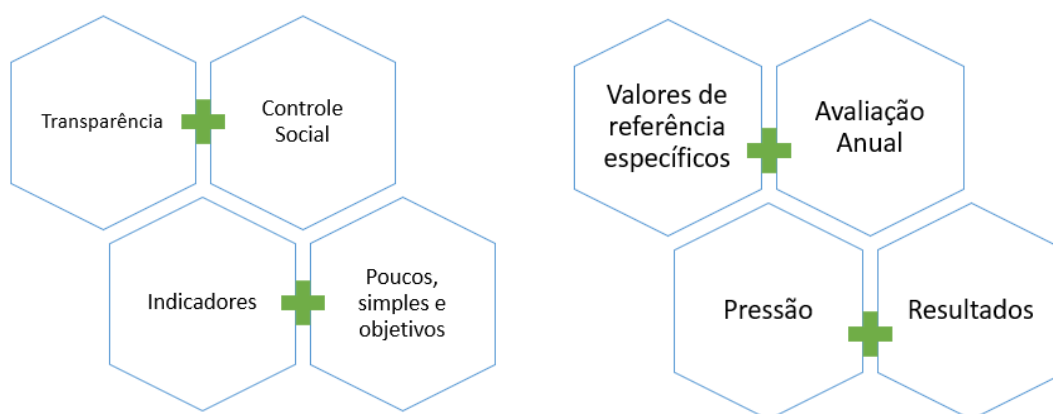 Transparência
Controle
Social
Indicadores
Poucos,
simples e
objetivos
Valores de
referência
específicos
Avaliação
Anual
Pressão
Resultados